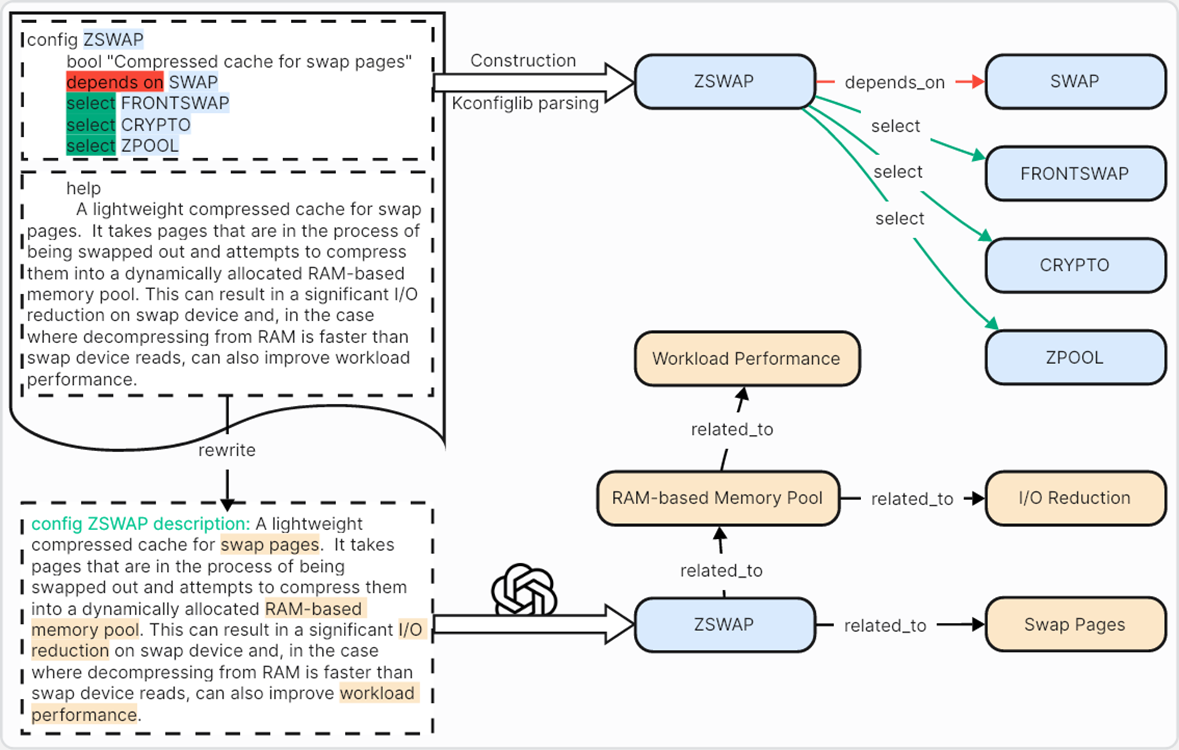 config ZSWAP
bool "Compressed cache for swap pages"
depends on SWAP
select FRONTSWAP
select CRYPTO
select ZPOOL
help
A lightweight compressed cache for swap
pages. It takes pages that are in the process of
being swapped out and attempts to compress
them into a dynamically allocated RAM-based
memory pool. This can result in a significant I/O
reduction on swap device and, in the case
where decompressing from RAM is faster than
swap device reads, can also improve workload
performance.
rewrite
config ZSWAP description: A lightweight
compressed cache for swap pages. It takes
pages that are in the process of being
swapped out and attempts to compress them
into a dynamically allocated RAM-based
memory pool. This can result in a significant I/O
reduction on swap device and, in the case
where decompressing from RAM is faster than
swap device reads, can also improve workload
performance.
Construction
Kconfiglib parsing
ZSWAP
depends_on
SWAP
select
FRONTSWAP
select
CRYPTO
select
ZPOOL
Workload Performance
related_to
RAM-based Memory Pool
related_to
I/O Reduction
related_to
ZSWAP
related_to
Swap Pages